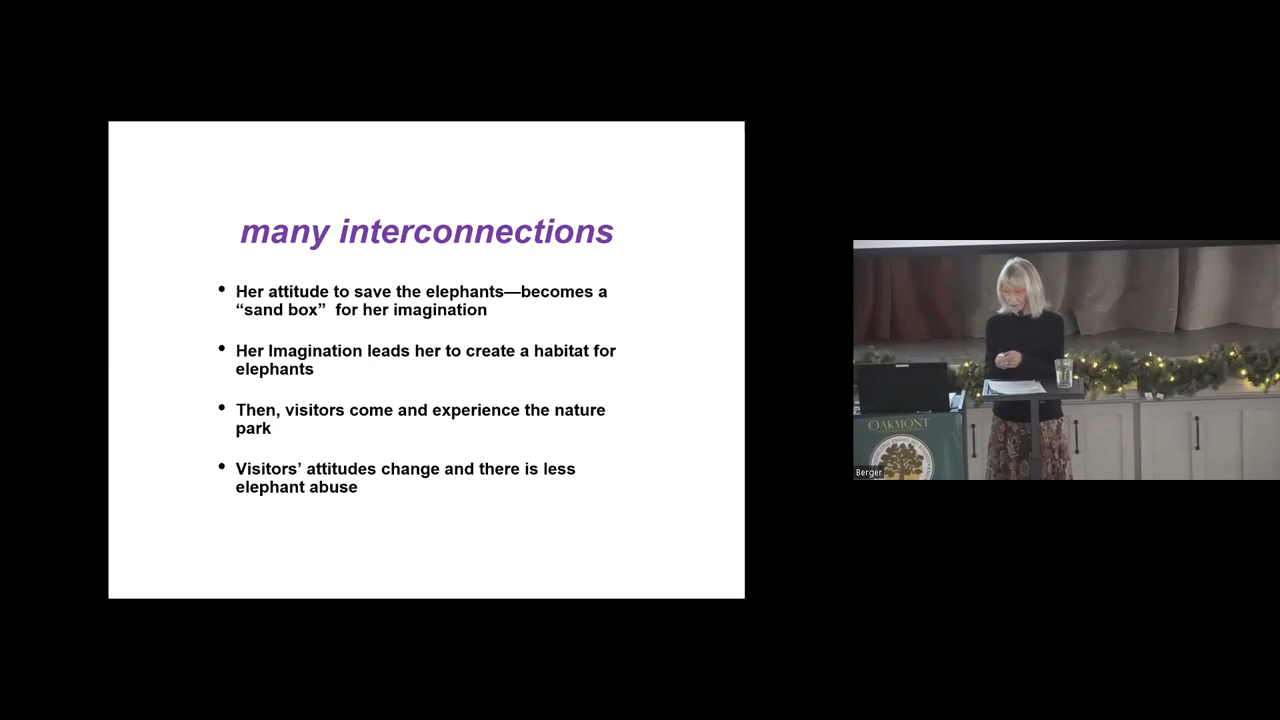 many interconnections
• Her attitude to save the elephants—becomes a
“sand box” for her imagination
• Her Imagination leads her to create a habitat for
elephants
• Then, visitors come and experience the nature
park
• Visitors’ attitudes change and there is less
elephant abuse
OAKMONT
Berger